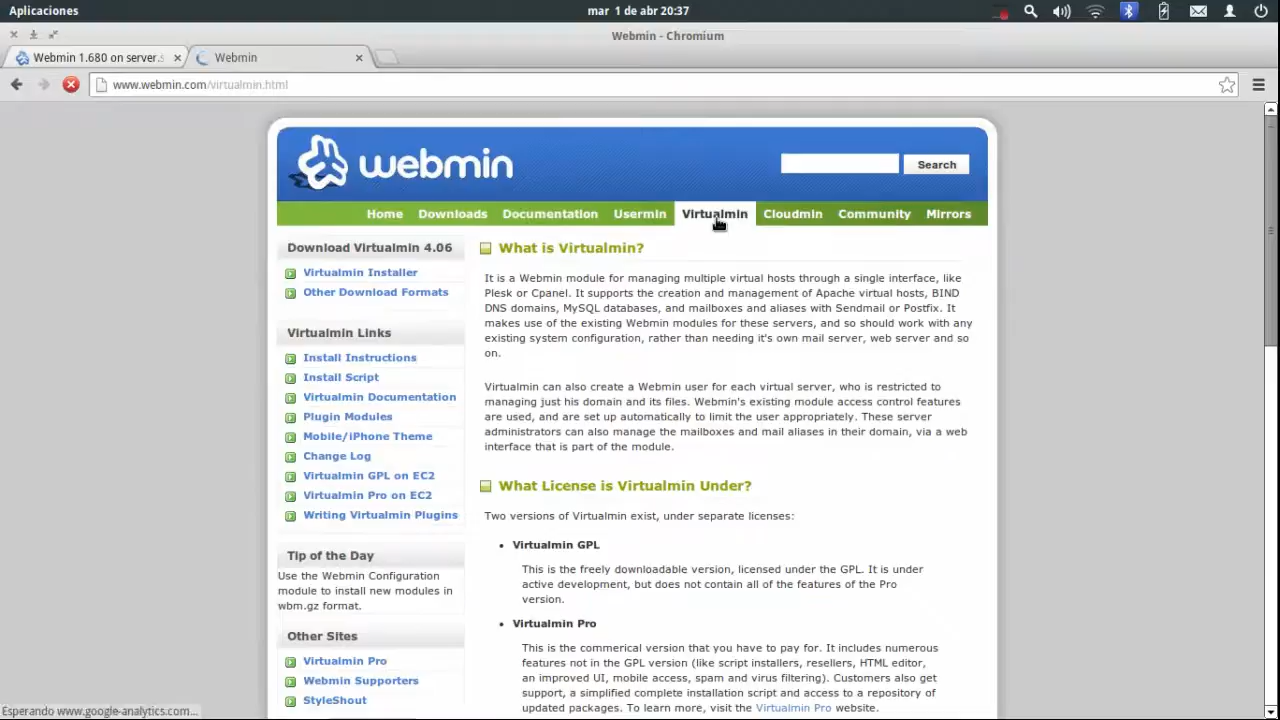 Aplicaciones
mar 1 de abr 20:37
Webmin - Chromium
Webmin 1.680 on server.s
Webmin
www.webmin.com/virtualmin.html
webmin
Search
Home Downloads Documentation Usermin Virtualmin Cloudmin Community Mirrors
Download Virtualmin 4.06
Virtualmin Installer
Other Download Formats
Virtualmin Links
Install Instructions
Install Script
Virtualmin Documentation
Plugin Modules
Mobile/iPhone Theme
Change Log
Virtualmin GPL on EC2
Virtualmin Pro on EC2
Writing Virtualmin Plugins
Tip of the Day
Use the Webmin Configuration
module to install new modules in
wbm.gz format.
Other Sites
Virtualmin Pro
Webmin Supporters
StyleShout
What is Virtualmin?
It is a Webmin module for managing multiple virtual hosts through a single interface, like
Plesk or Cpanel. It supports the creation and management of Apache virtual hosts, BIND
DNS domains, MySQL databases, and mailboxes and aliases with Sendmail or Postfix. It
makes use of the existing Webmin modules for these servers, and so should work with any
existing system configuration, rather than needing it's own mail server, web server and so
on.
Virtualmin can also create a Webmin user for each virtual server, who is restricted to
managing just his domain and its files. Webmin's existing module access control features
are used, and are set up automatically to limit the user appropriately. These server
administrators can also manage the mailboxes and mail aliases in their domain, via a web
interface that is part of the module.
What License is Virtualmin Under?
Two versions of Virtualmin exist, under separate licenses:
• Virtualmin GPL
This is the freely downloadable version, licensed under the GPL. It is under
active development, but does not contain all of the features of the Pro
version.
• Virtualmin Pro
This is the commerical version that you have to pay for. It includes numerous
features not in the GPL version (like script installers, resellers, HTML editor,
an improved UI, mobile access, spam and virus filtering). Customers also get
support, a simplified complete installation script and access to a repository of
updated packages. To learn more, visit the Virtualmin Pro website.
Esperando www.google-analytics.com...